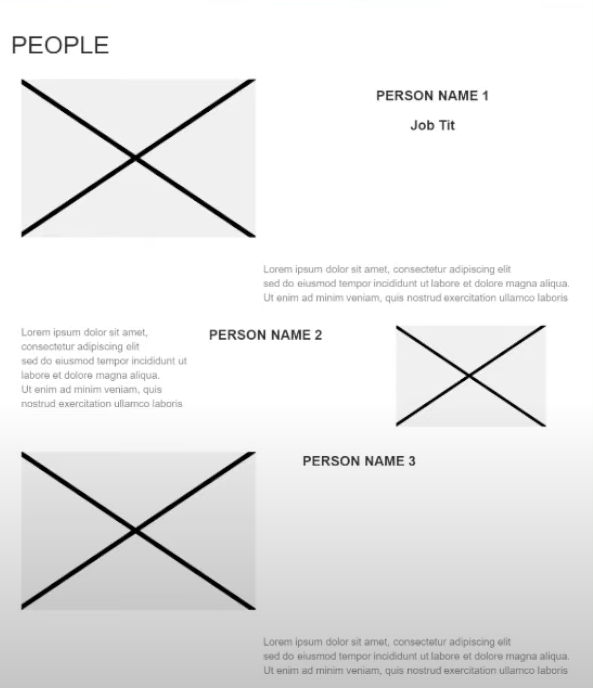 PEOPLE
PERSON NAME 1
Job Tit
Lorem ipsum dolor sit amet, consectetur adipiscing elit
sed do eiusmod tempor incididunt ut labore et dolore magna aliqua.
Ut enim ad minim veniam, quis nostrud exercitation ullamco laboris
Lorem ipsum dolor sit amet,
consectetur adipiscing elit
sed do eiusmod tempor incididunt ut
labore et dolore magna aliqua.
Ut enim ad minim veniam, quis
nostrud exercitation ullamco laboris
PERSON NAME 2
PERSON NAME 3
Lorem ipsum dolor sit amet, consectetur adipiscing elit
sed do eiusmod tempor incididunt ut labore et dolore magna aliqua.
Ut enim ad minim veniam, quis nostrud exercitation ullamco laboris